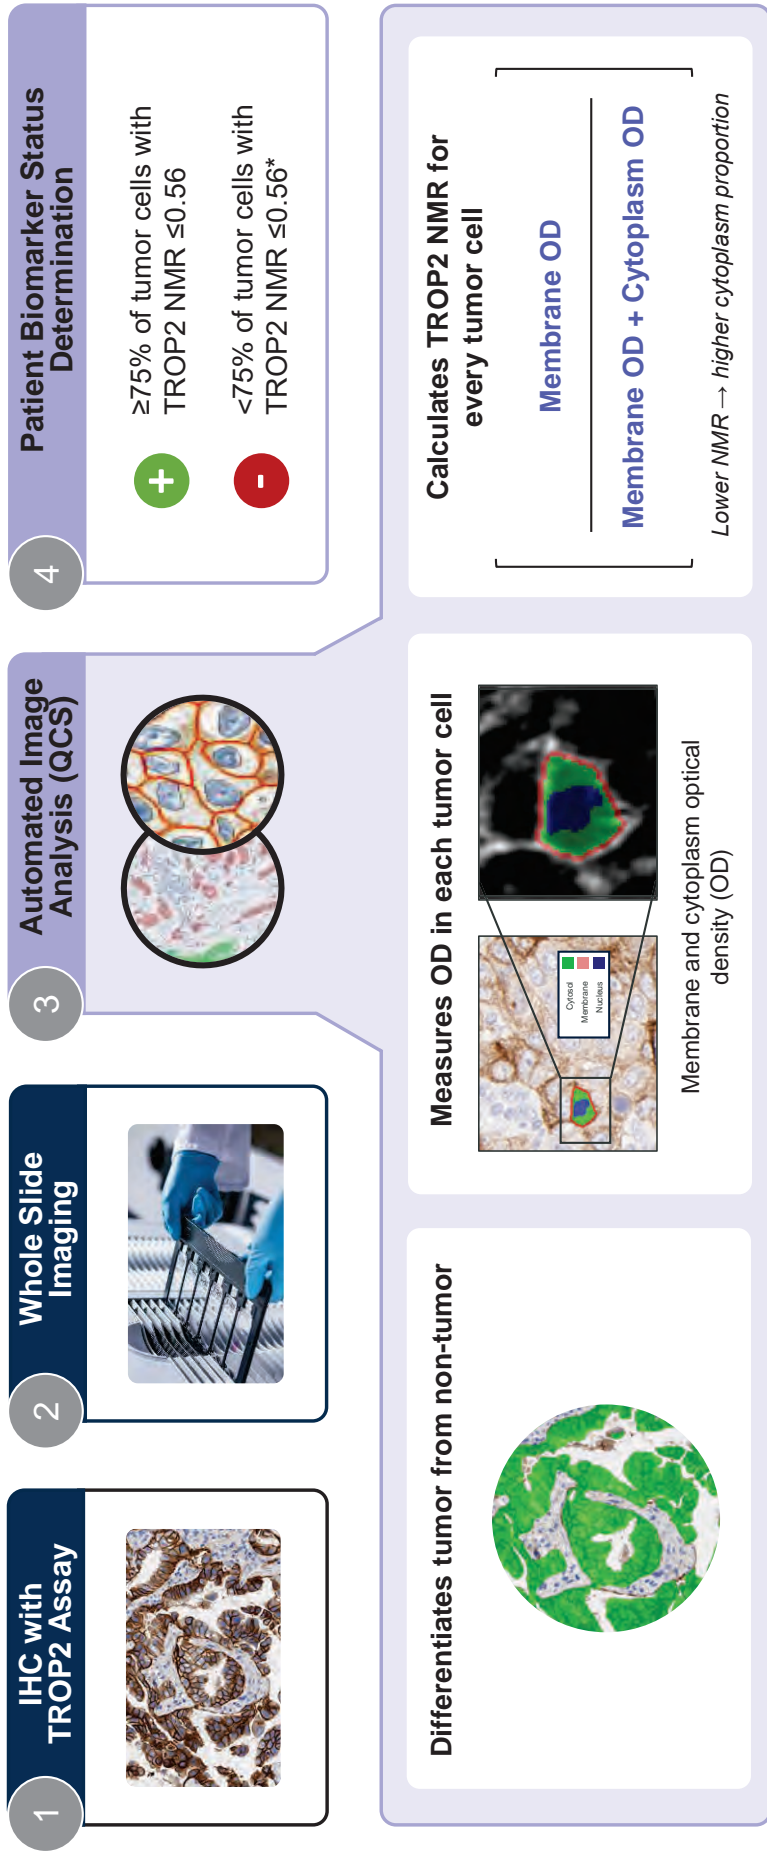 1
IHC with
TROP2 Assay
2
Whole Slide
Imaging
3
Automated Image
Analysis (QCS)
4
Patient Biomarker Status
Determination
+
≥75% of tumor cells with
TROP2 NMR ≤0.56
-
<75% of tumor cells with
TROP2 NMR ≤0.56*
Differentiates tumor from non-tumor
Measures OD in each tumor cell
Cytosol
Membrane
Nucleus
Membrane and cytoplasm optical
density (OD)
Calculates TROP2 NMR for
every tumor cell
Membrane OD
Membrane OD + Cytoplasm OD
Lower NMR → higher cytoplasm proportion